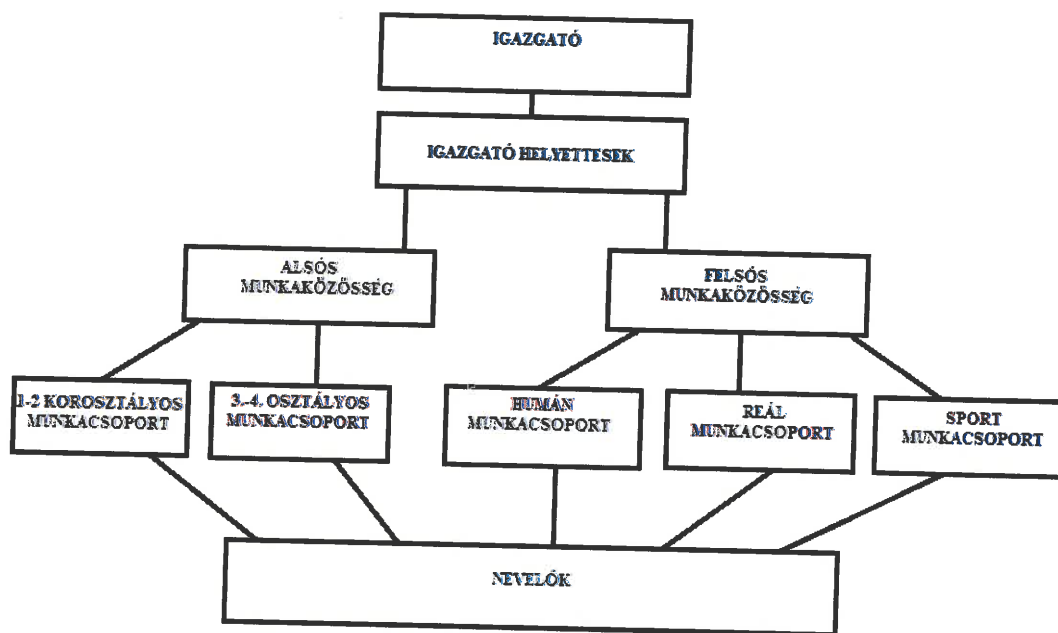 IGAZGATÓ
IGAZGATÓ HELYETTESEK
ALSÓS
MUNKAKÖZÖSSÉG
FELSŐS
MUNKAKÖZÖSSÉG
1-2 KOROSZTÁLYOS
MUNKACSOPORT
3.-4. OSZTÁLYOS
MUNKACSOPORT
HUMÁN
MUNKACSOPORT
REÁL
MUNKACSOPORT
SPORT
MUNKACSOPORT
NEVELŐK